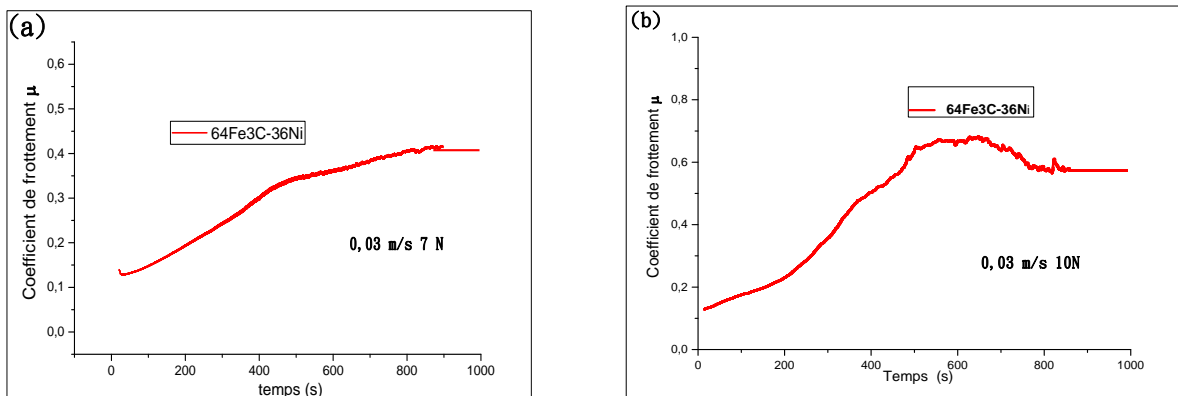 (a)
0,6
0,5
0,4
0,3
0,2
0,1
0,0
Coefficient de frottement μ
64Fe3C-36Ni
0,03 m/s 7 N
0 200 400 600 800 1000
temps (s)
(b)
1,0
0,8
0,6
0,4
0,2
0,0
Coefficient de frottement μ
64Fe3C-36Ni
0,03 m/s 10N
0 200 400 600 800 1000
Temps (s)